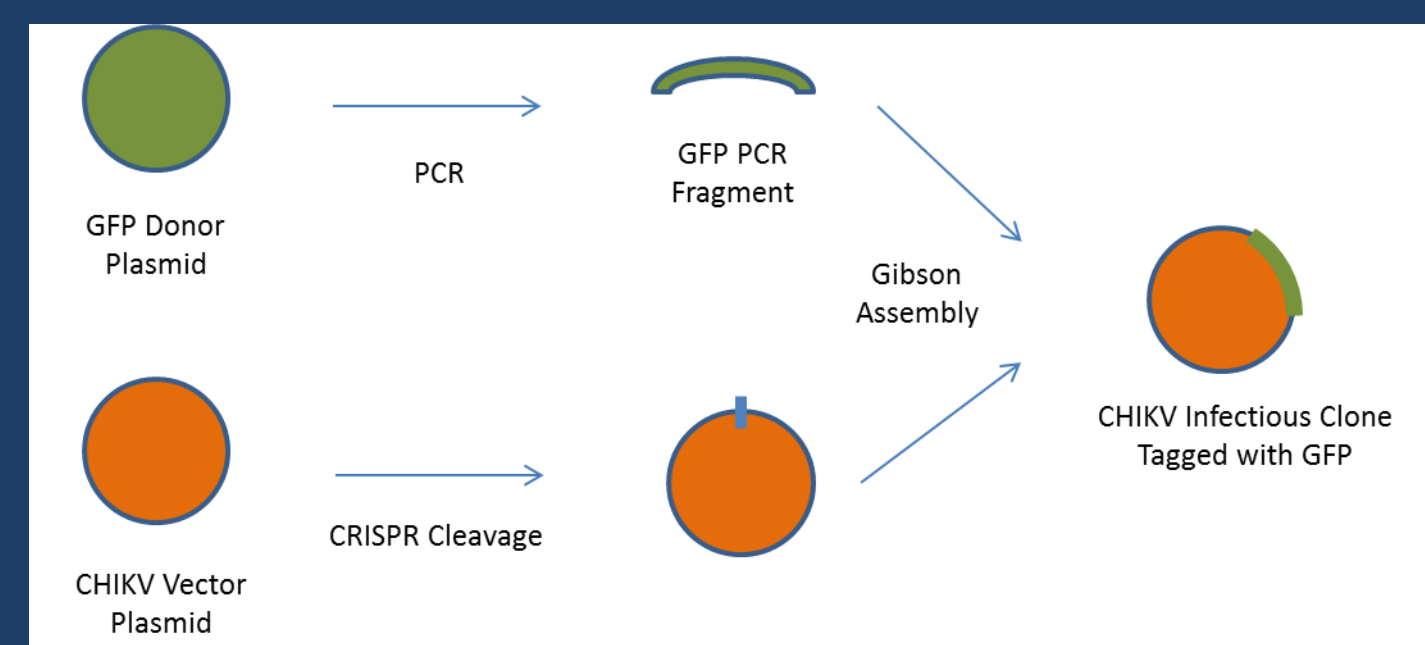 PCR
GFP Donor
Plasmid
GFP PCR
Fragment
Gibson
Assembly
CHIKV Infectious Clone
Tagged with GFP
CRISPR Cleavage
CHIKV Vector
Plasmid